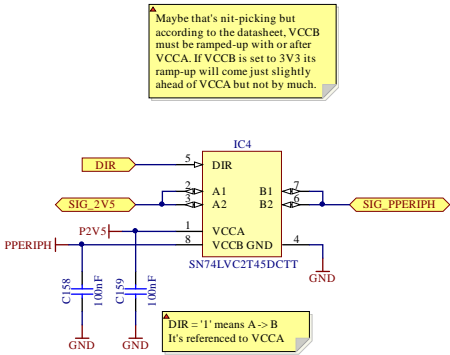 Maybe that's nit-picking but
according to the datasheet, VCCB
must be ramped-up with or after
VCCA. If VCCB is set to 3V3 its
ramp-up will come just slightly
ahead of VCCA but not by much.
IC4
DIR 5 DIR
2 A1 B1 7
SIG_2V5 3 A2 B2 6 SIG_PPERIPH
P2V5 1 VCCA
PPERIPH 8 VCCB GND 4
SN74LVC2T45DCTT
GND
C158 100nF C159 100nF
GND GND
DIR = '1' means A -> B
It's referenced to VCCA